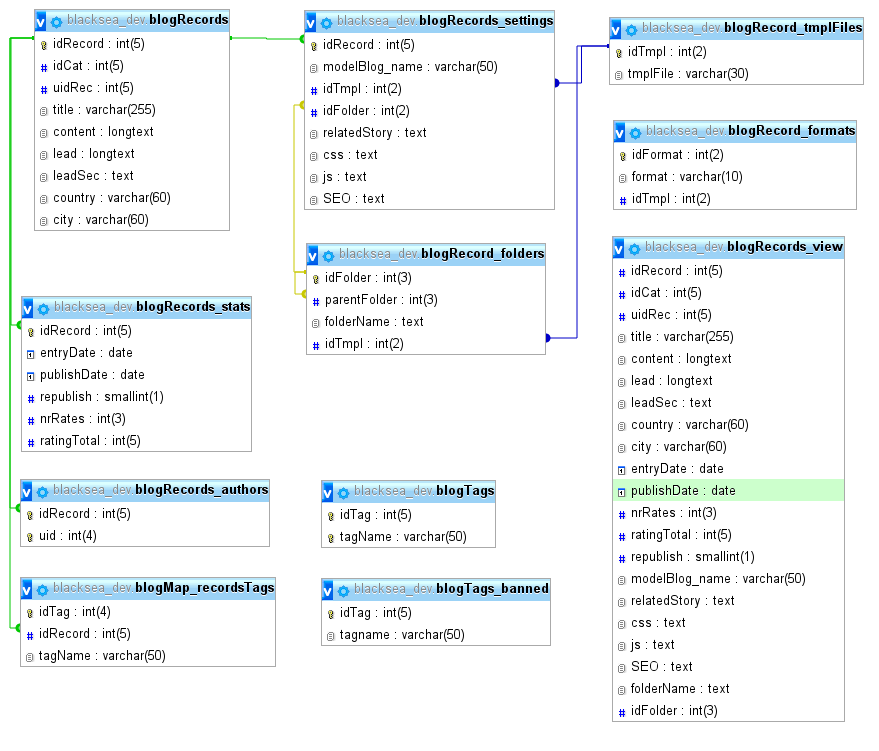 blacksea_dev.blogRecords
idRecord : int(5)
idCat : int(5)
uidRec : int(5)
title : varchar(255)
content : longtext
lead : longtext
leadSec : text
country : varchar(60)
city : varchar(60)
blacksea_dev.blogRecords_settings
idRecord : int(5)
modelBlog_name : varchar(50)
idTmpl : int(2)
idFolder : int(2)
relatedStory : text
css : text
js : text
SEO : text
blacksea_dev.blogRecord_tmplFiles
idTmpl : int(2)
tmplFile : varchar(30)
blacksea_dev.blogRecord_formats
idFormat : int(2)
format : varchar(10)
idTmpl : int(2)
blacksea_dev.blogRecord_folders
idFolder : int(3)
parentFolder : int(3)
folderName : text
idTmpl : int(2)
blacksea_dev.blogRecords_view
idRecord : int(5)
idCat : int(5)
uidRec : int(5)
title : varchar(255)
content : longtext
lead : longtext
leadSec : text
country : varchar(60)
city : varchar(60)
entryDate : date
publishDate : date
nrRates : int(3)
ratingTotal : int(5)
republish : smallint(1)
modelBlog_name : varchar(50)
relatedStory : text
css : text
js : text
SEO : text
folderName : text
idFolder : int(3)
blacksea_dev.blogRecords_stats
idRecord : int(5)
entryDate : date
publishDate : date
republish : smallint(1)
nrRates : int(3)
ratingTotal : int(5)
blacksea_dev.blogRecords_authors
idRecord : int(5)
uid : int(4)
blacksea_dev.blogTags
idTag : int(5)
tagName : varchar(50)
blacksea_dev.blogMap_recordsTags
idTag : int(4)
idRecord : int(5)
tagName : varchar(50)
blacksea_dev.blogTags_banned
idTag : int(5)
tagname : varchar(50)